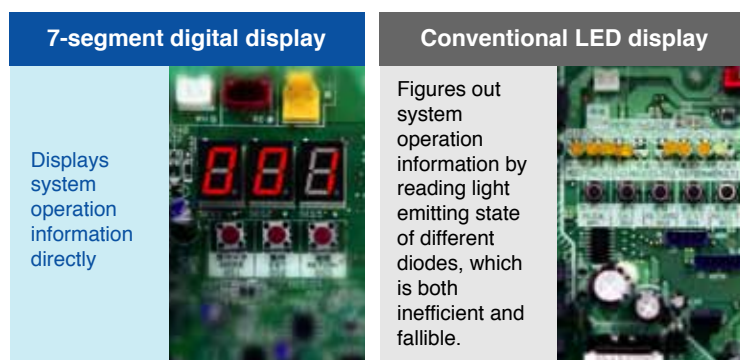 7-segment digital display
Displays
system
operation
information
directly
001
Conventional LED display
Figures out
system
operation
information by
reading light
emitting state
of different
diodes, which
is both
inefficient and
fallible.